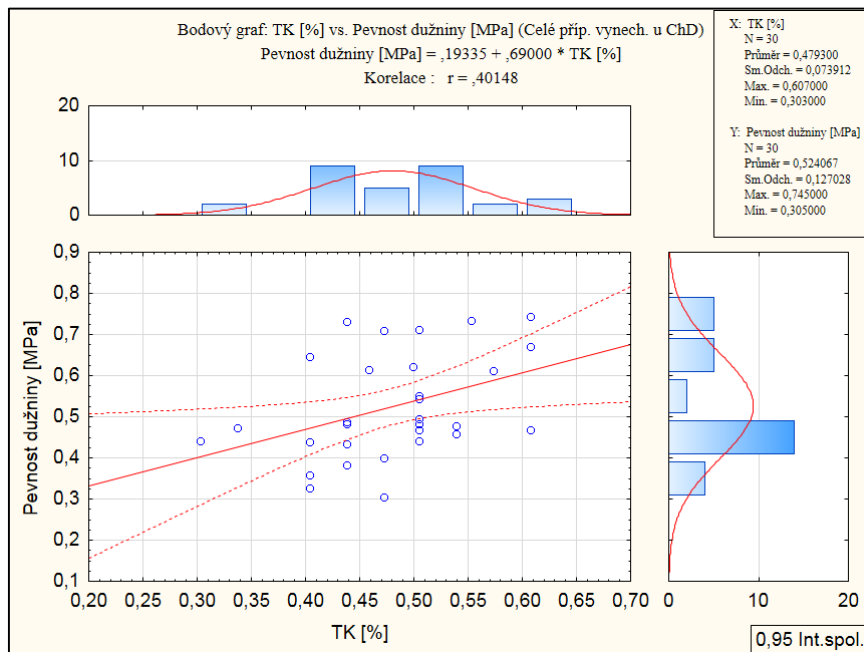 Bodový graf: TK [%] vs. Pevnost dužniny [MPa] (Celé příp. vynech. u ChD)
Pevnost dužniny [MPa] = ,19335 + ,69000 * TK [%]
Korelace : r = ,40148
X: TK [%]
N = 30
Průměr = 0,479300
Sm.Odch. = 0,073912
Max. = 0,607000
Min. = 0,303000
Y: Pevnost dužniny [MPa]
N = 30
Průměr = 0,524067
Sm.Odch. = 0,127028
Max. = 0,745000
Min. = 0,305000
20
10
0
0,9
0,8
0,7
0,6
0,5
0,4
0,3
0,2
0,1
Pevnost dužniny [MPa]
0,20 0,25 0,30 0,35 0,40 0,45 0,50 0,55 0,60 0,65 0,70
TK [%]
0 10 20
0,95 Int.spol.